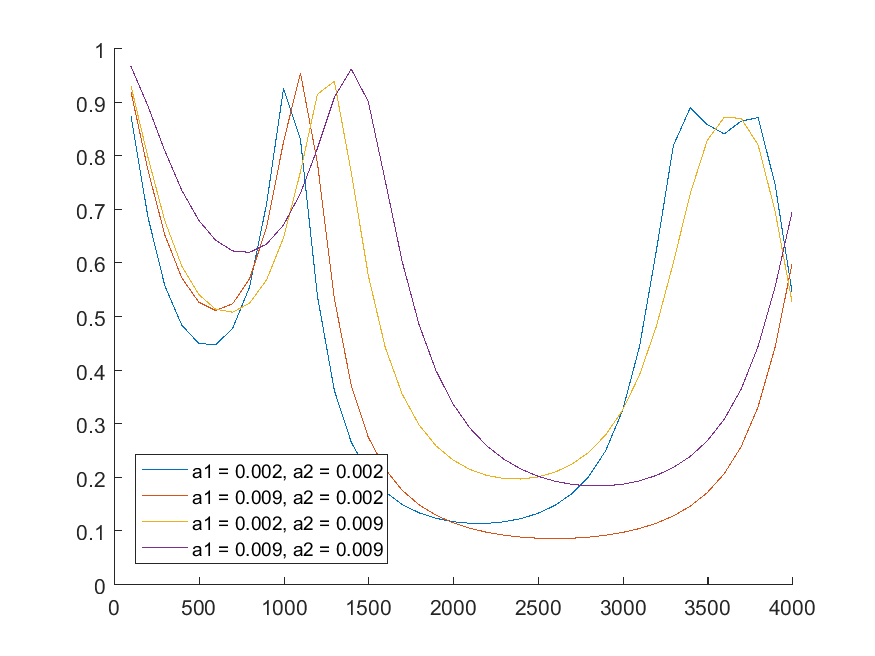 1
0.9
0.8
0.7
0.6
0.5
0.4
0.3
0.2
0.1
0
a1 = 0.002, a2 = 0.002
a1 = 0.009, a2 = 0.002
a1 = 0.002, a2 = 0.009
a1 = 0.009, a2 = 0.009
0 500 1000 1500 2000 2500 3000 3500 4000